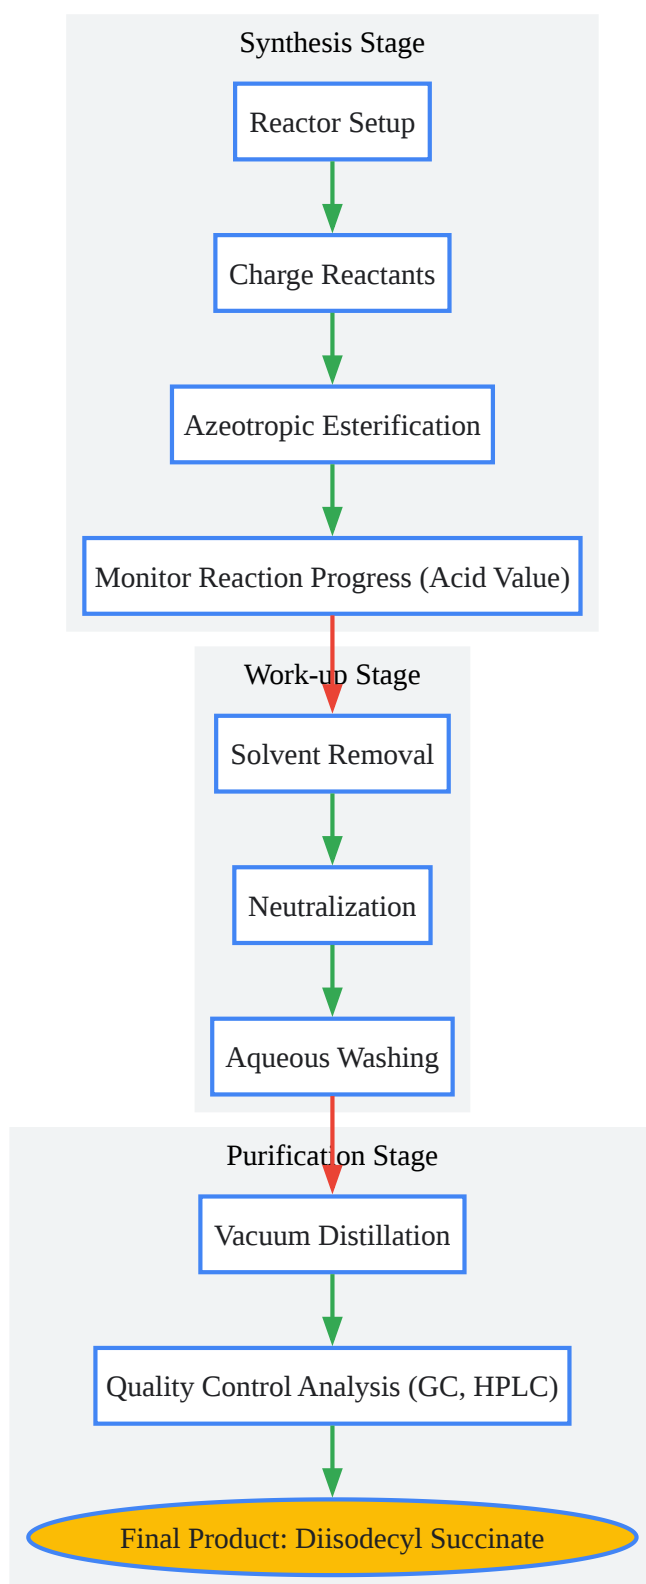 Synthesis Stage
Reactor Setup
Charge Reactants
Azeotropic Esterification
Monitor Reaction Progress (Acid Value)
Work-up Stage
Solvent Removal
Neutralization
Aqueous Washing
Purification Stage
Vacuum Distillation
Quality Control Analysis (GC, HPLC)
Final Product: Diisodecyl Succinate